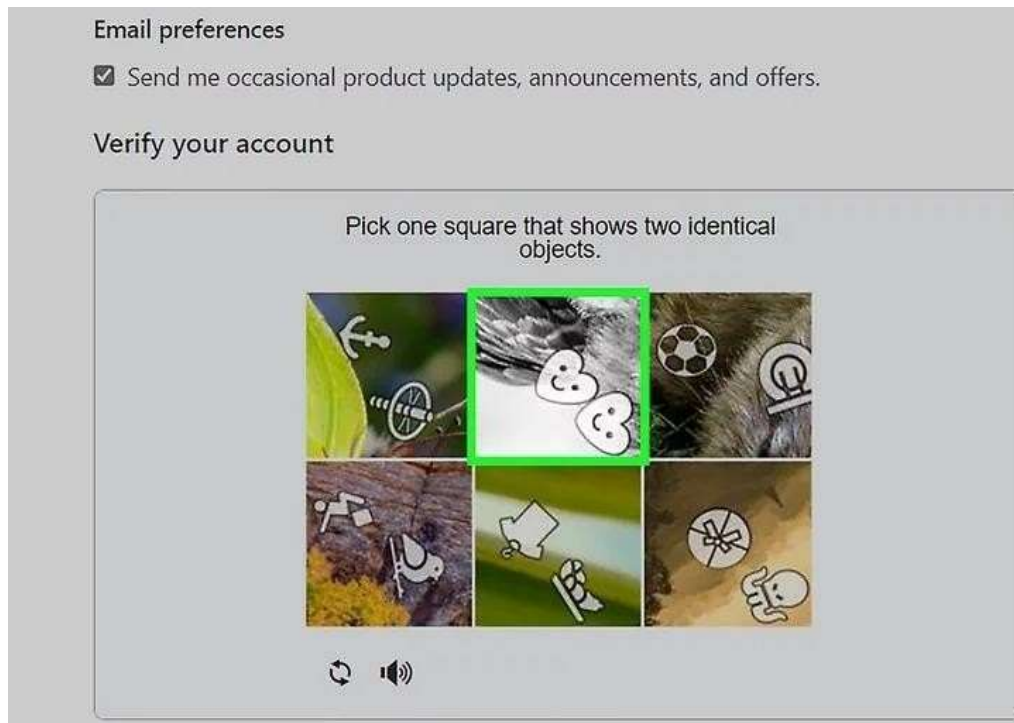 Email preferences
Send me occasional product updates, announcements, and offers.
Verify your account
Pick one square that shows two identical
objects.